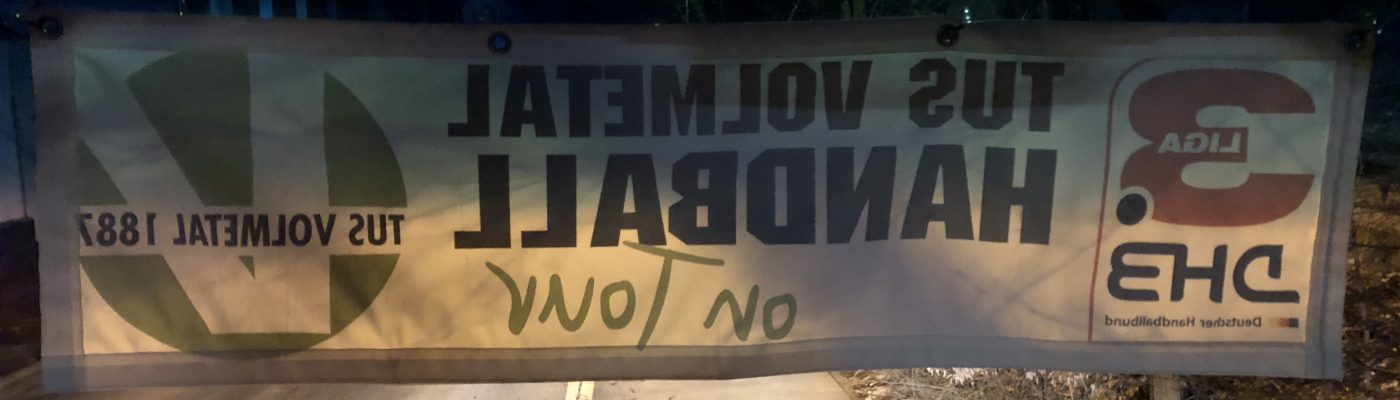 3
LIGA
DHB
Deutscher Handballbund
TUS VOLMETAL
HANDBALL
ON TOUR
TUS VOLMETAL 1887